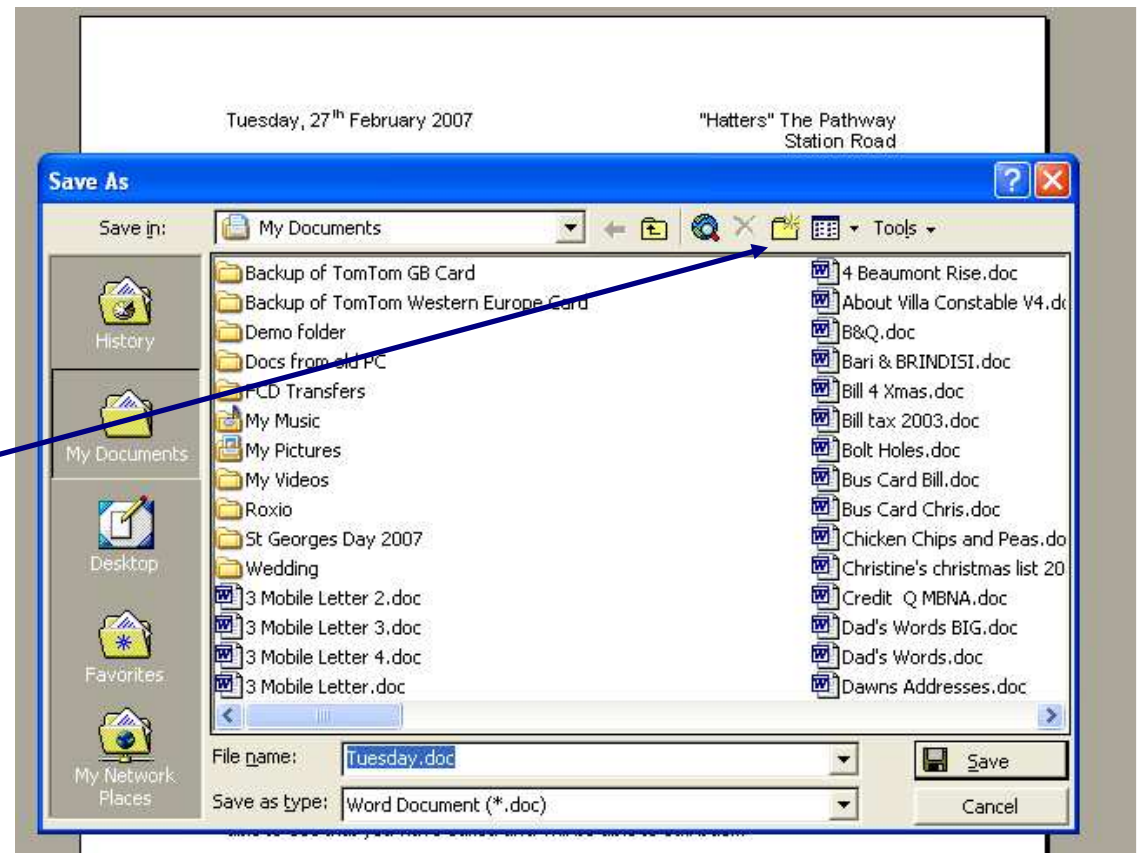 Tuesday, 27th February 2007
"Hatters" The Pathway
Station Road
Save As
Save in:
My Documents
Tools
History
My Documents
Desktop
Favorites
My Network
Places
Backup of TomTom GB Card
Backup of TomTom Western Europe Card
Demo folder
Docs from old PC
FCD Transfers
My Music
My Pictures
My Videos
Roxio
St Georges Day 2007
Wedding
3 Mobile Letter 2.doc
3 Mobile Letter 3.doc
3 Mobile Letter 4.doc
3 Mobile Letter.doc
4 Beaumont Rise.doc
About Villa Constable V4.do
B&Q.doc
Bari & BRINDISI.doc
Bill 4 Xmas.doc
Bill tax 2003.doc
Bolt Holes.doc
Bus Card Bill.doc
Bus Card Chris.doc
Chicken Chips and Peas.do
Christine's christmas list 20
Credit Q MBNA.doc
Dad's Words BIG.doc
Dad's Words.doc
Dawns Addresses.doc
File name:
Tuesday.doc
Save
Save as type:
Word Document (*.doc)
Cancel